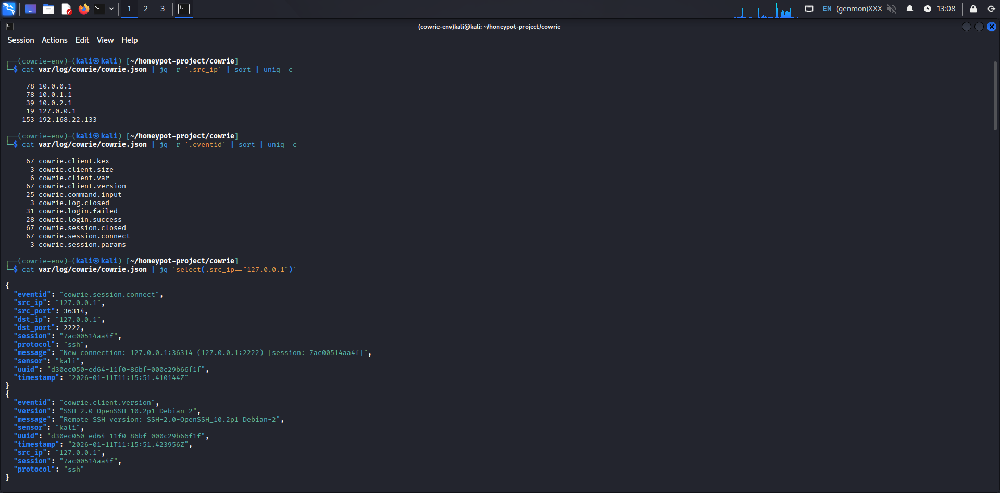 1 2 3 EN (genmon)XXX 13:08
(cowrie-env)kali@kali: ~/honeypot-project/cowrie
Session Actions Edit View Help
┌──(cowrie-env)─(kali㉿kali)-[~/honeypot-project/cowrie]
└─$ cat var/log/cowrie/cowrie.json | jq -r '.src_ip' | sort | uniq -c
78 10.0.0.1
78 10.0.1.1
39 10.0.2.1
19 127.0.0.1
153 192.168.22.133
┌──(cowrie-env)─(kali㉿kali)-[~/honeypot-project/cowrie]
└─$ cat var/log/cowrie/cowrie.json | jq -r '.eventid' | sort | uniq -c
67 cowrie.client.kex
3 cowrie.client.size
6 cowrie.client.var
67 cowrie.client.version
25 cowrie.command.input
3 cowrie.log.closed
31 cowrie.login.failed
28 cowrie.login.success
67 cowrie.session.closed
67 cowrie.session.connect
3 cowrie.session.params
┌──(cowrie-env)─(kali㉿kali)-[~/honeypot-project/cowrie]
└─$ cat var/log/cowrie/cowrie.json | jq 'select(.src_ip=="127.0.0.1")'
{
"eventid": "cowrie.session.connect",
"src_ip": "127.0.0.1",
"src_port": 36314,
"dst_ip": "127.0.0.1",
"dst_port": 2222,
"session": "7ac00514aa4f",
"protocol": "ssh",
"message": "New connection: 127.0.0.1:36314 (127.0.0.1:2222) [session: 7ac00514aa4f]",
"sensor": "kali",
"uuid": "d30ec050-ed64-11f0-86bf-000c29b66f1f",
"timestamp": "2026-01-11T11:15:51.410144Z"
}
{
"eventid": "cowrie.client.version",
"version": "SSH-2.0-OpenSSH_10.2p1 Debian-2",
"message": "Remote SSH version: SSH-2.0-OpenSSH_10.2p1 Debian-2",
"sensor": "kali",
"uuid": "d30ec050-ed64-11f0-86bf-000c29b66f1f",
"timestamp": "2026-01-11T11:15:51.423956Z",
"src_ip": "127.0.0.1",
"session": "7ac00514aa4f",
"protocol": "ssh"
}